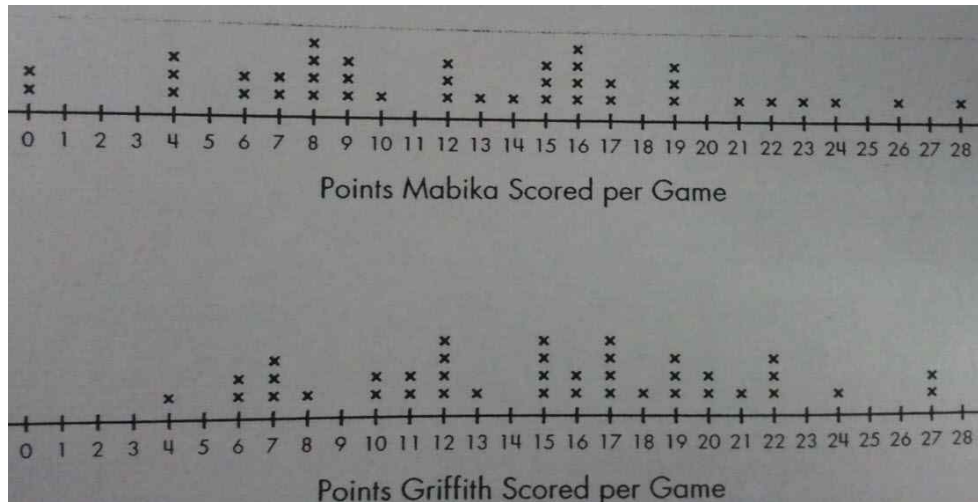 0 1 2 3 4 5 6 7 8 9 10 11 12 13 14 15 16 17 18 19 20 21 22 23 24 25 26 27 28
Points Mabika Scored per Game
0 1 2 3 4 5 6 7 8 9 10 11 12 13 14 15 16 17 18 19 20 21 22 23 24 25 26 27 28
Points Griffith Scored per Game